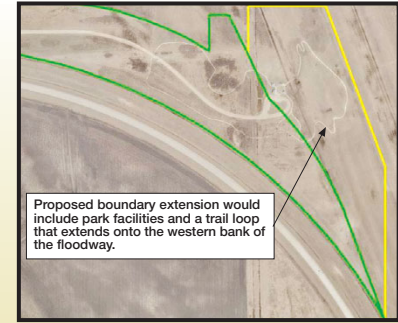 Proposed boundary extension would
include park facilities and a trail loop
that extends onto the western bank of
the floodway.